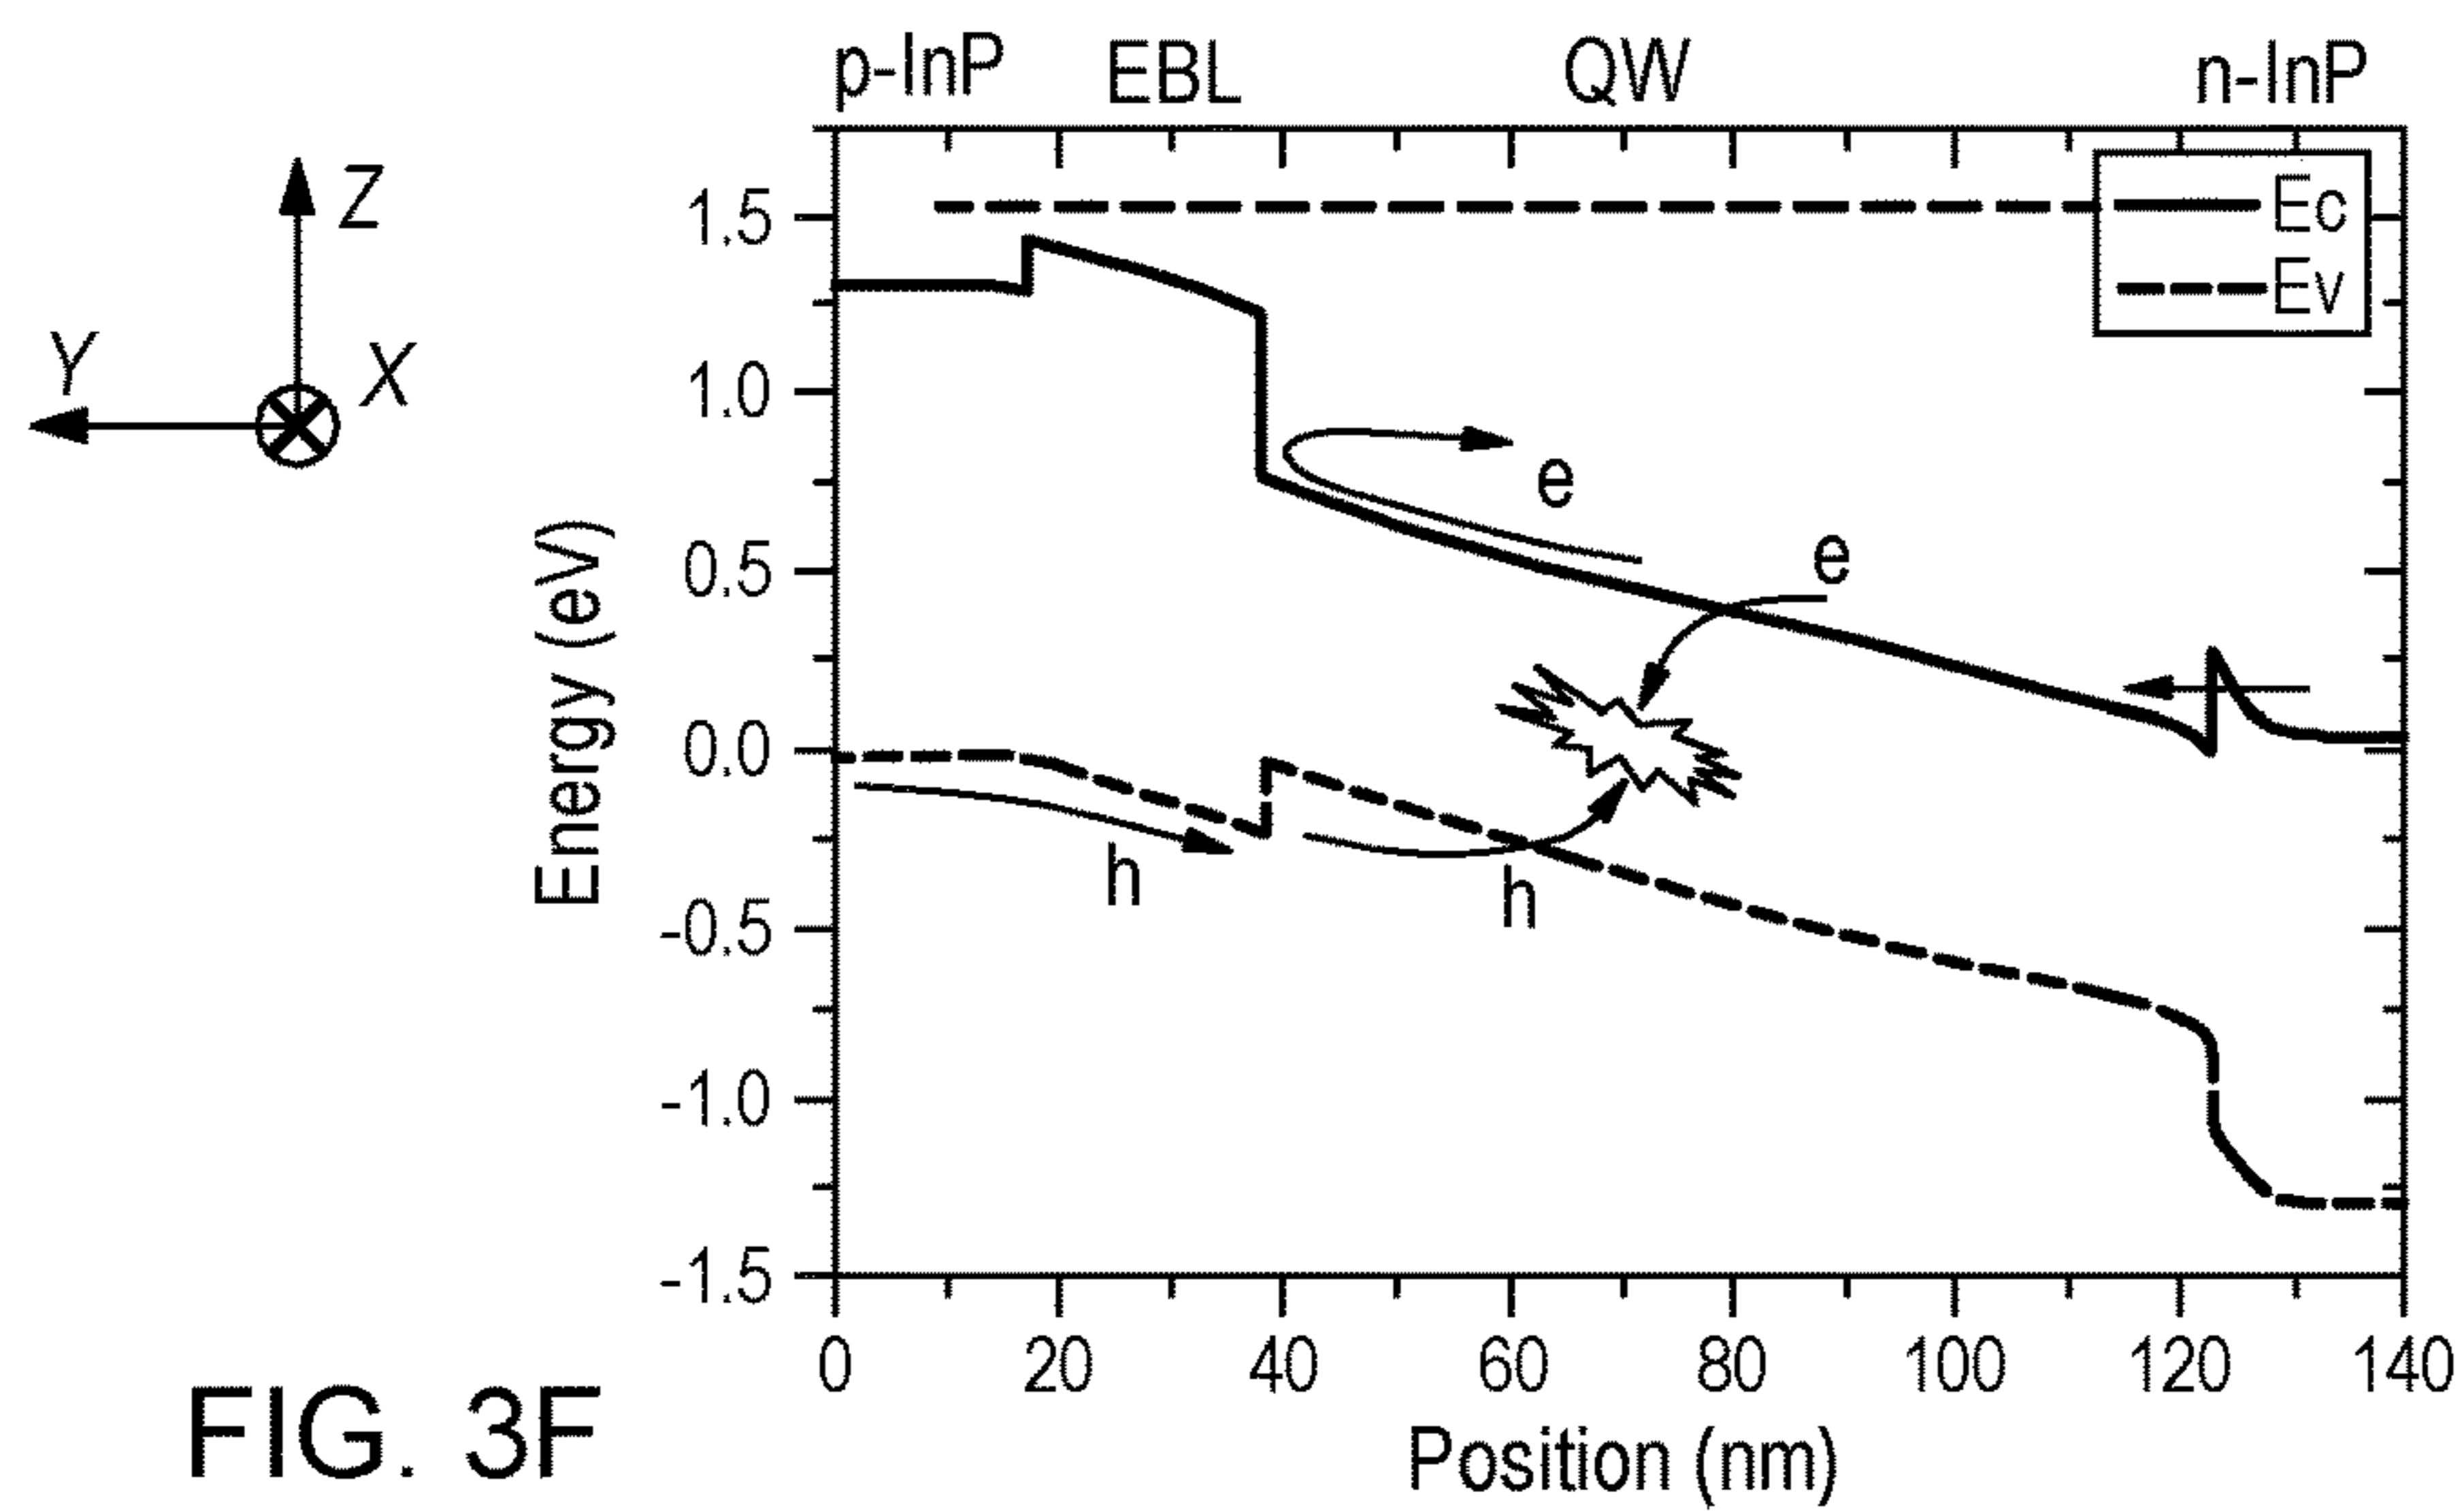 p-InP EBL QW n-InP
Z
Y X
Ec
Ev
1.5
1.0
0.5
0.0
-0.5
-1.0
-1.5
Energy (eV)
e
e
h
h
0 20 40 60 80 100 120 140
Position (nm)
FIG. 3F